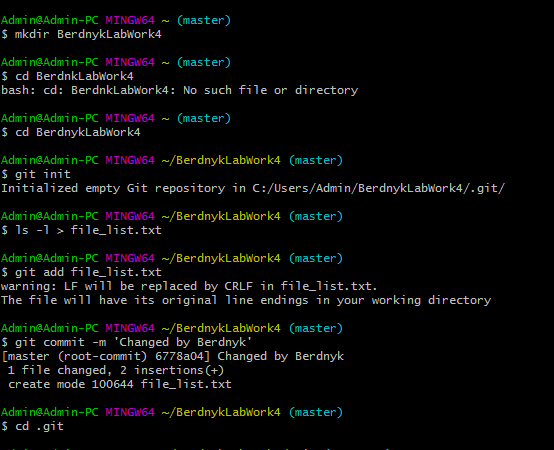 Admin@Admin-PC MINGW64 ~ (master)
$ mkdir BerdnykLabWork4
Admin@Admin-PC MINGW64 ~ (master)
$ cd BerdnkLabWork4
bash: cd: BerdnkLabWork4: No such file or directory
Admin@Admin-PC MINGW64 ~ (master)
$ cd BerdnykLabWork4
Admin@Admin-PC MINGW64 ~/BerdnykLabWork4 (master)
$ git init
Initialized empty Git repository in C:/Users/Admin/BerdnykLabWork4/.git/
Admin@Admin-PC MINGW64 ~/BerdnykLabWork4 (master)
$ ls -l > file_list.txt
Admin@Admin-PC MINGW64 ~/BerdnykLabWork4 (master)
$ git add file_list.txt
warning: LF will be replaced by CRLF in file_list.txt.
The file will have its original line endings in your working directory
Admin@Admin-PC MINGW64 ~/BerdnykLabWork4 (master)
$ git commit -m 'Changed by Berdnyk'
[master (root-commit) 6778a04] Changed by Berdnyk
 1 file changed, 2 insertions(+)
 create mode 100644 file_list.txt
Admin@Admin-PC MINGW64 ~/BerdnykLabWork4 (master)
$ cd .git